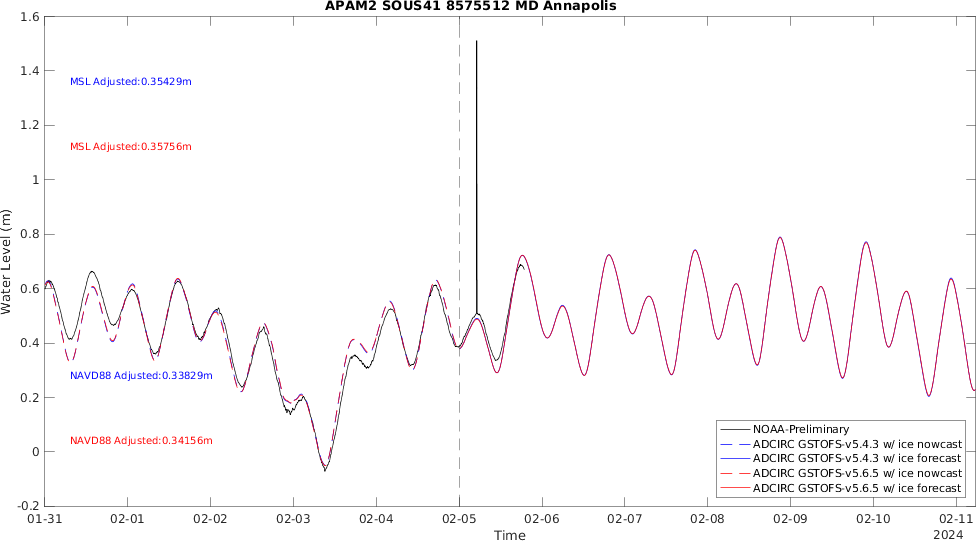 APAM2 SOUS41 8575512 MD Annapolis
1.6
1.4
1.2
1
0.8
0.6
0.4
0.2
0
-0.2
Water Level (m)
MSL Adjusted:0.35429m
MSL Adjusted:0.35756m
NAVD88 Adjusted:0.33829m
NAVD88 Adjusted:0.34156m
NOAA-Preliminary
ADCIRC GSTOFS-v5.4.3 w/ ice nowcast
ADCIRC GSTOFS-v5.4.3 w/ ice forecast
ADCIRC GSTOFS-v5.6.5 w/ ice nowcast
ADCIRC GSTOFS-v5.6.5 w/ ice forecast
01-31 02-01 02-02 02-03 02-04 02-05 02-06 02-07 02-08 02-09 02-10 02-11
Time
2024